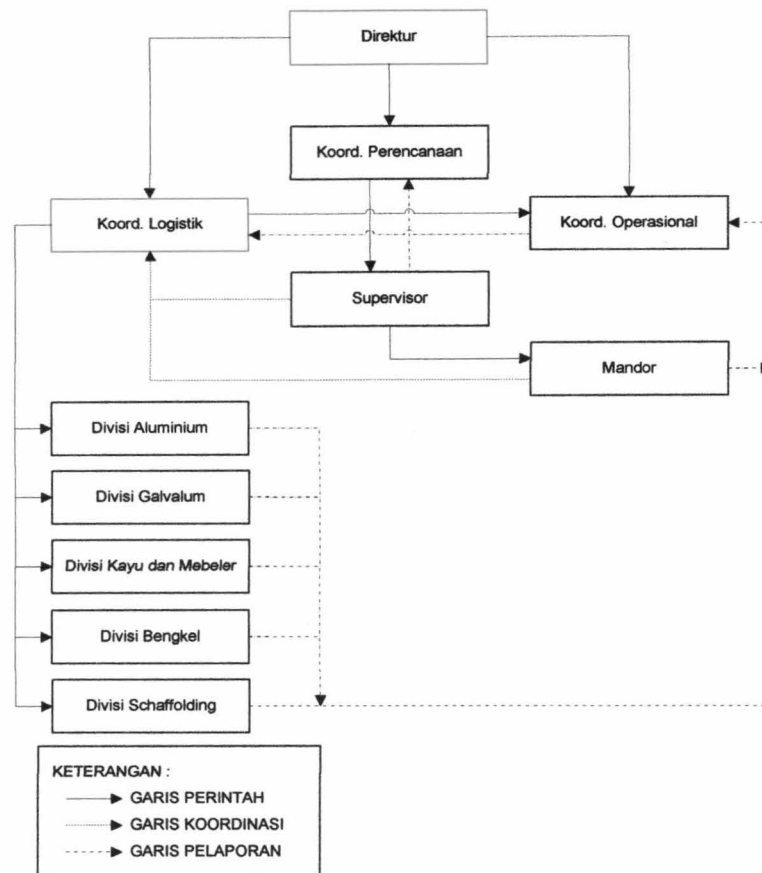 Direktur
Koord. Perencanaan
Koord. Logistik
Koord. Operasional
Supervisor
Mandor
Divisi Aluminium
Divisi Galvalum
Divisi Kayu dan Mebeler
Divisi Bengkel
Divisi Schaffolding
KETERANGAN :
GARIS PERINTAH
GARIS KOORDINASI
GARIS PELAPORAN